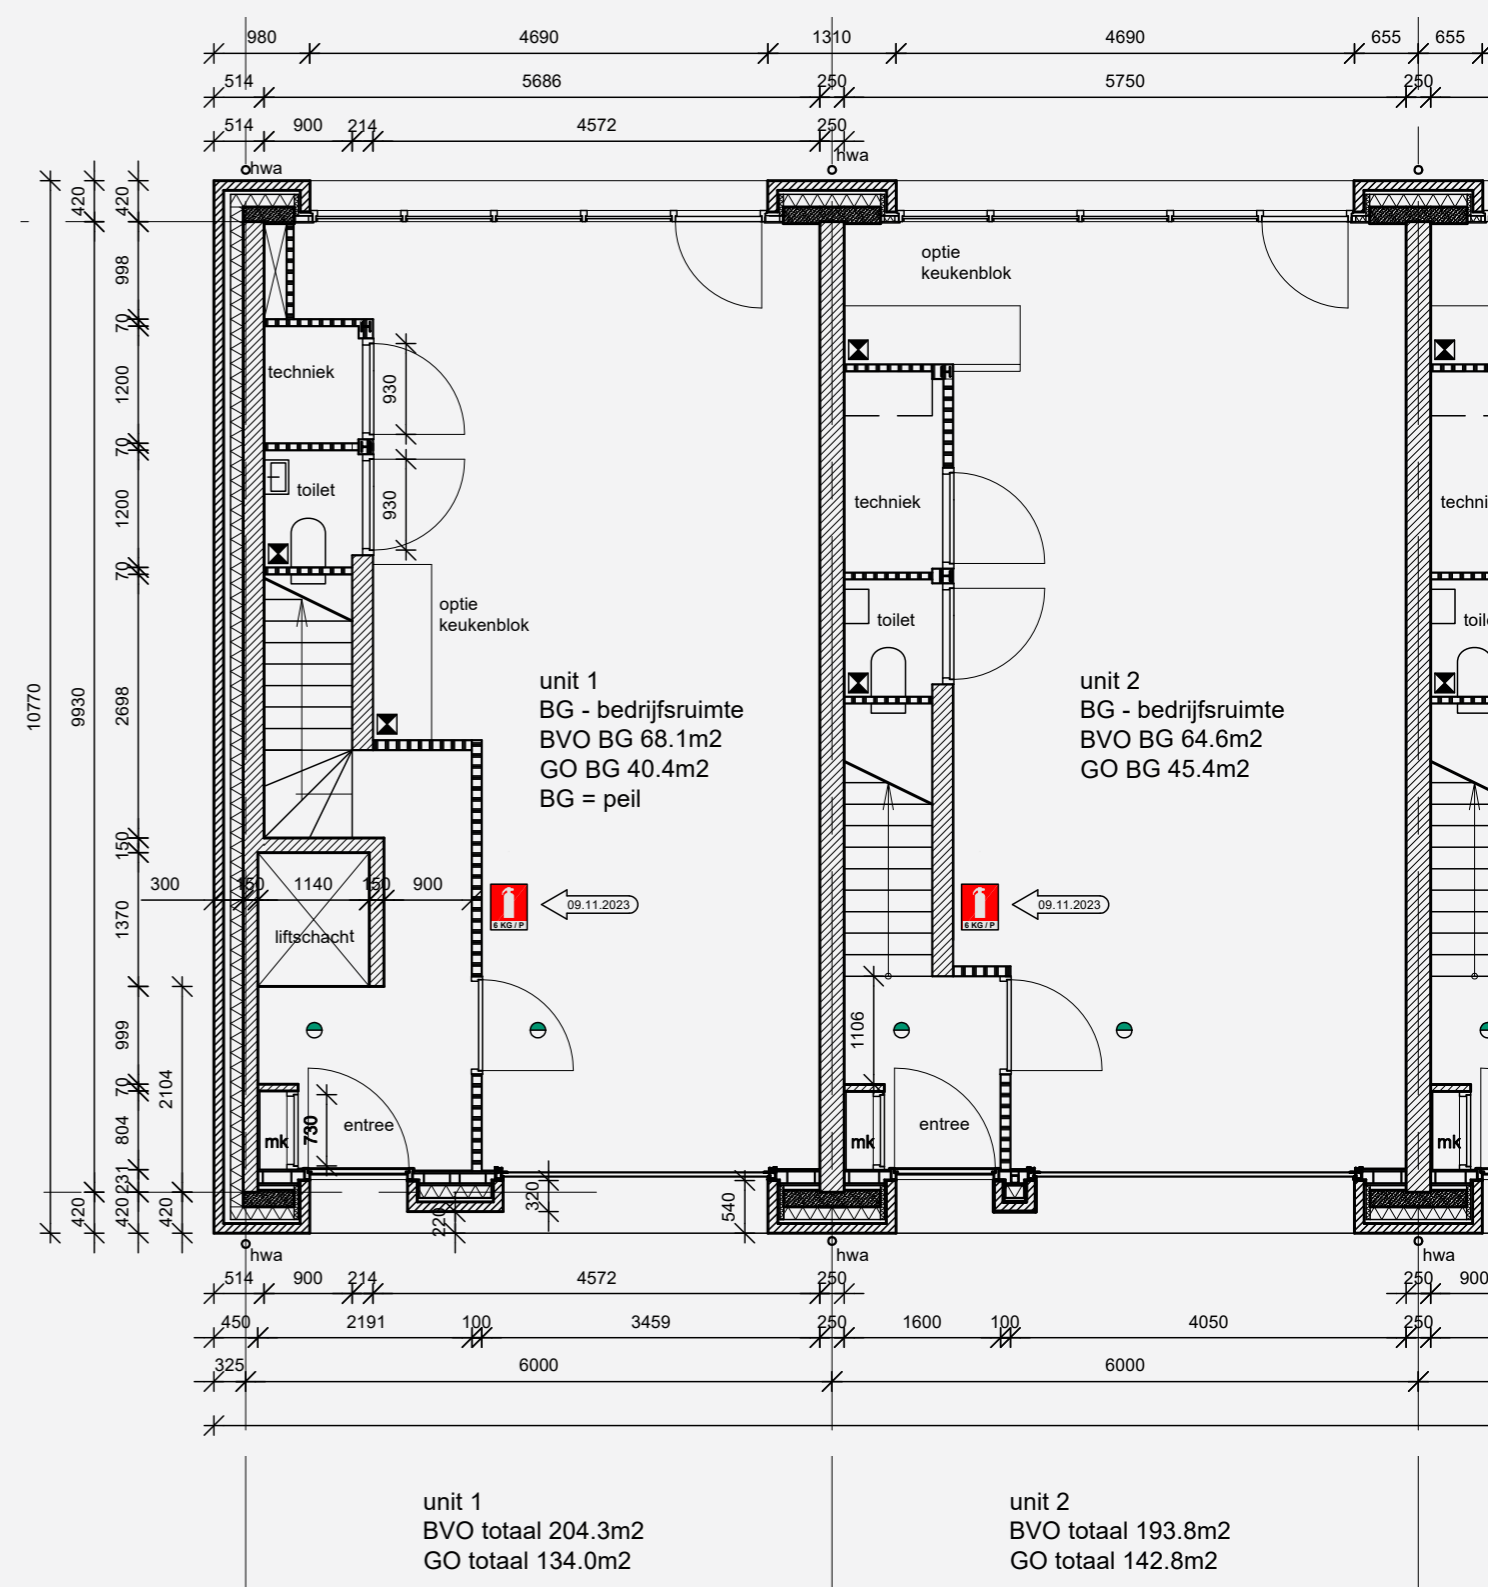 980 4690 1310 4690 655 655
514 5686 250 5750 250
514 900 214 4572 250
hwa hwa
420 420
998
70
1200
70
1200
70
2698
150
1370
999
70
804
231
420
10770
9930
420
420
2104
420
optie
keukenblok
techniek
930
toilet
930
optie
keukenblok
techniek
toilet
techni
toil
unit 1
BG - bedrijfsruimte
BVO BG 68.1m2
GO BG 40.4m2
BG = peil
unit 2
BG - bedrijfsruimte
BVO BG 64.6m2
GO BG 45.4m2
300 150 1140 150 900
6 KG / P
09.11.2023
6 KG / P
09.11.2023
liftschacht
1106
730
mk
entree
mk
entree
mk
220
320
540
hwa hwa hwa
514 900 214 4572 250 250 900
450 2191 100 3459 250 1600 100 4050 250
325 6000 6000
unit 1
BVO totaal 204.3m2
GO totaal 134.0m2
unit 2
BVO totaal 193.8m2
GO totaal 142.8m2